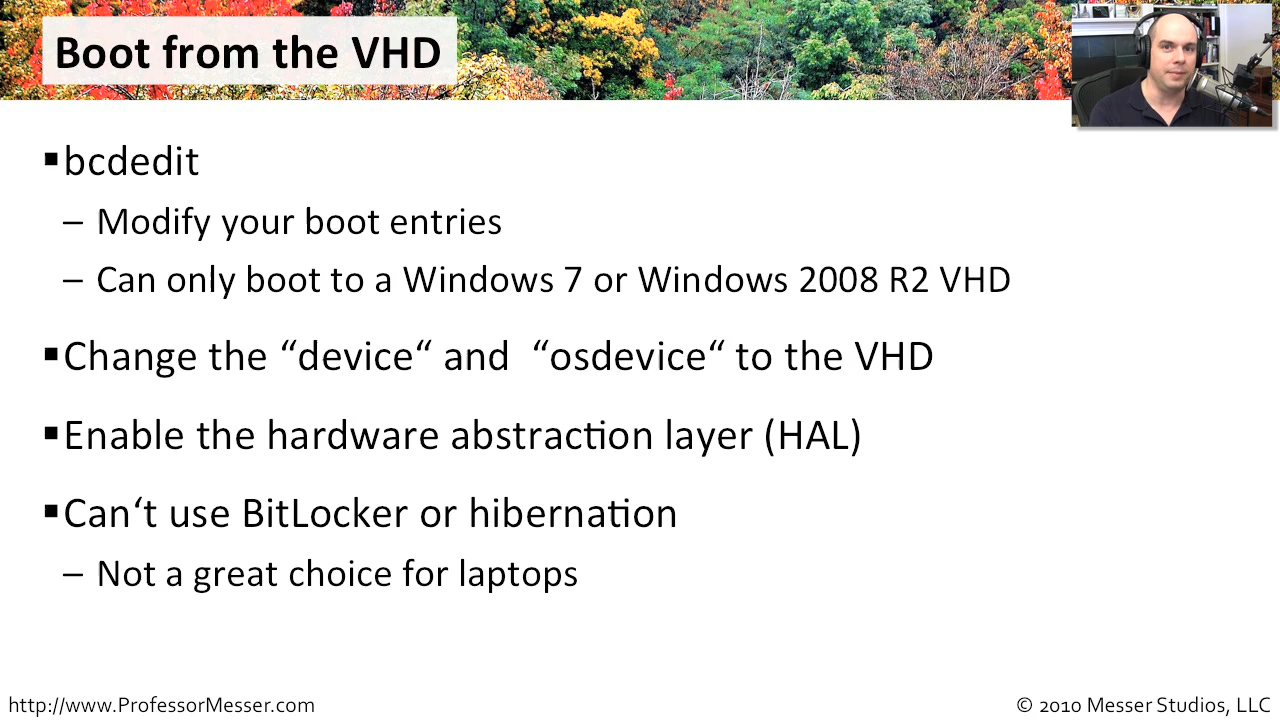 Boot from the VHD
▪bcdedit
– Modify your boot entries
– Can only boot to a Windows 7 or Windows 2008 R2 VHD
▪Change the “device“ and “osdevice“ to the VHD
▪Enable the hardware abstraction layer (HAL)
▪Can‘t use BitLocker or hibernation
– Not a great choice for laptops
http://www.ProfessorMesser.com
© 2010 Messer Studios, LLC